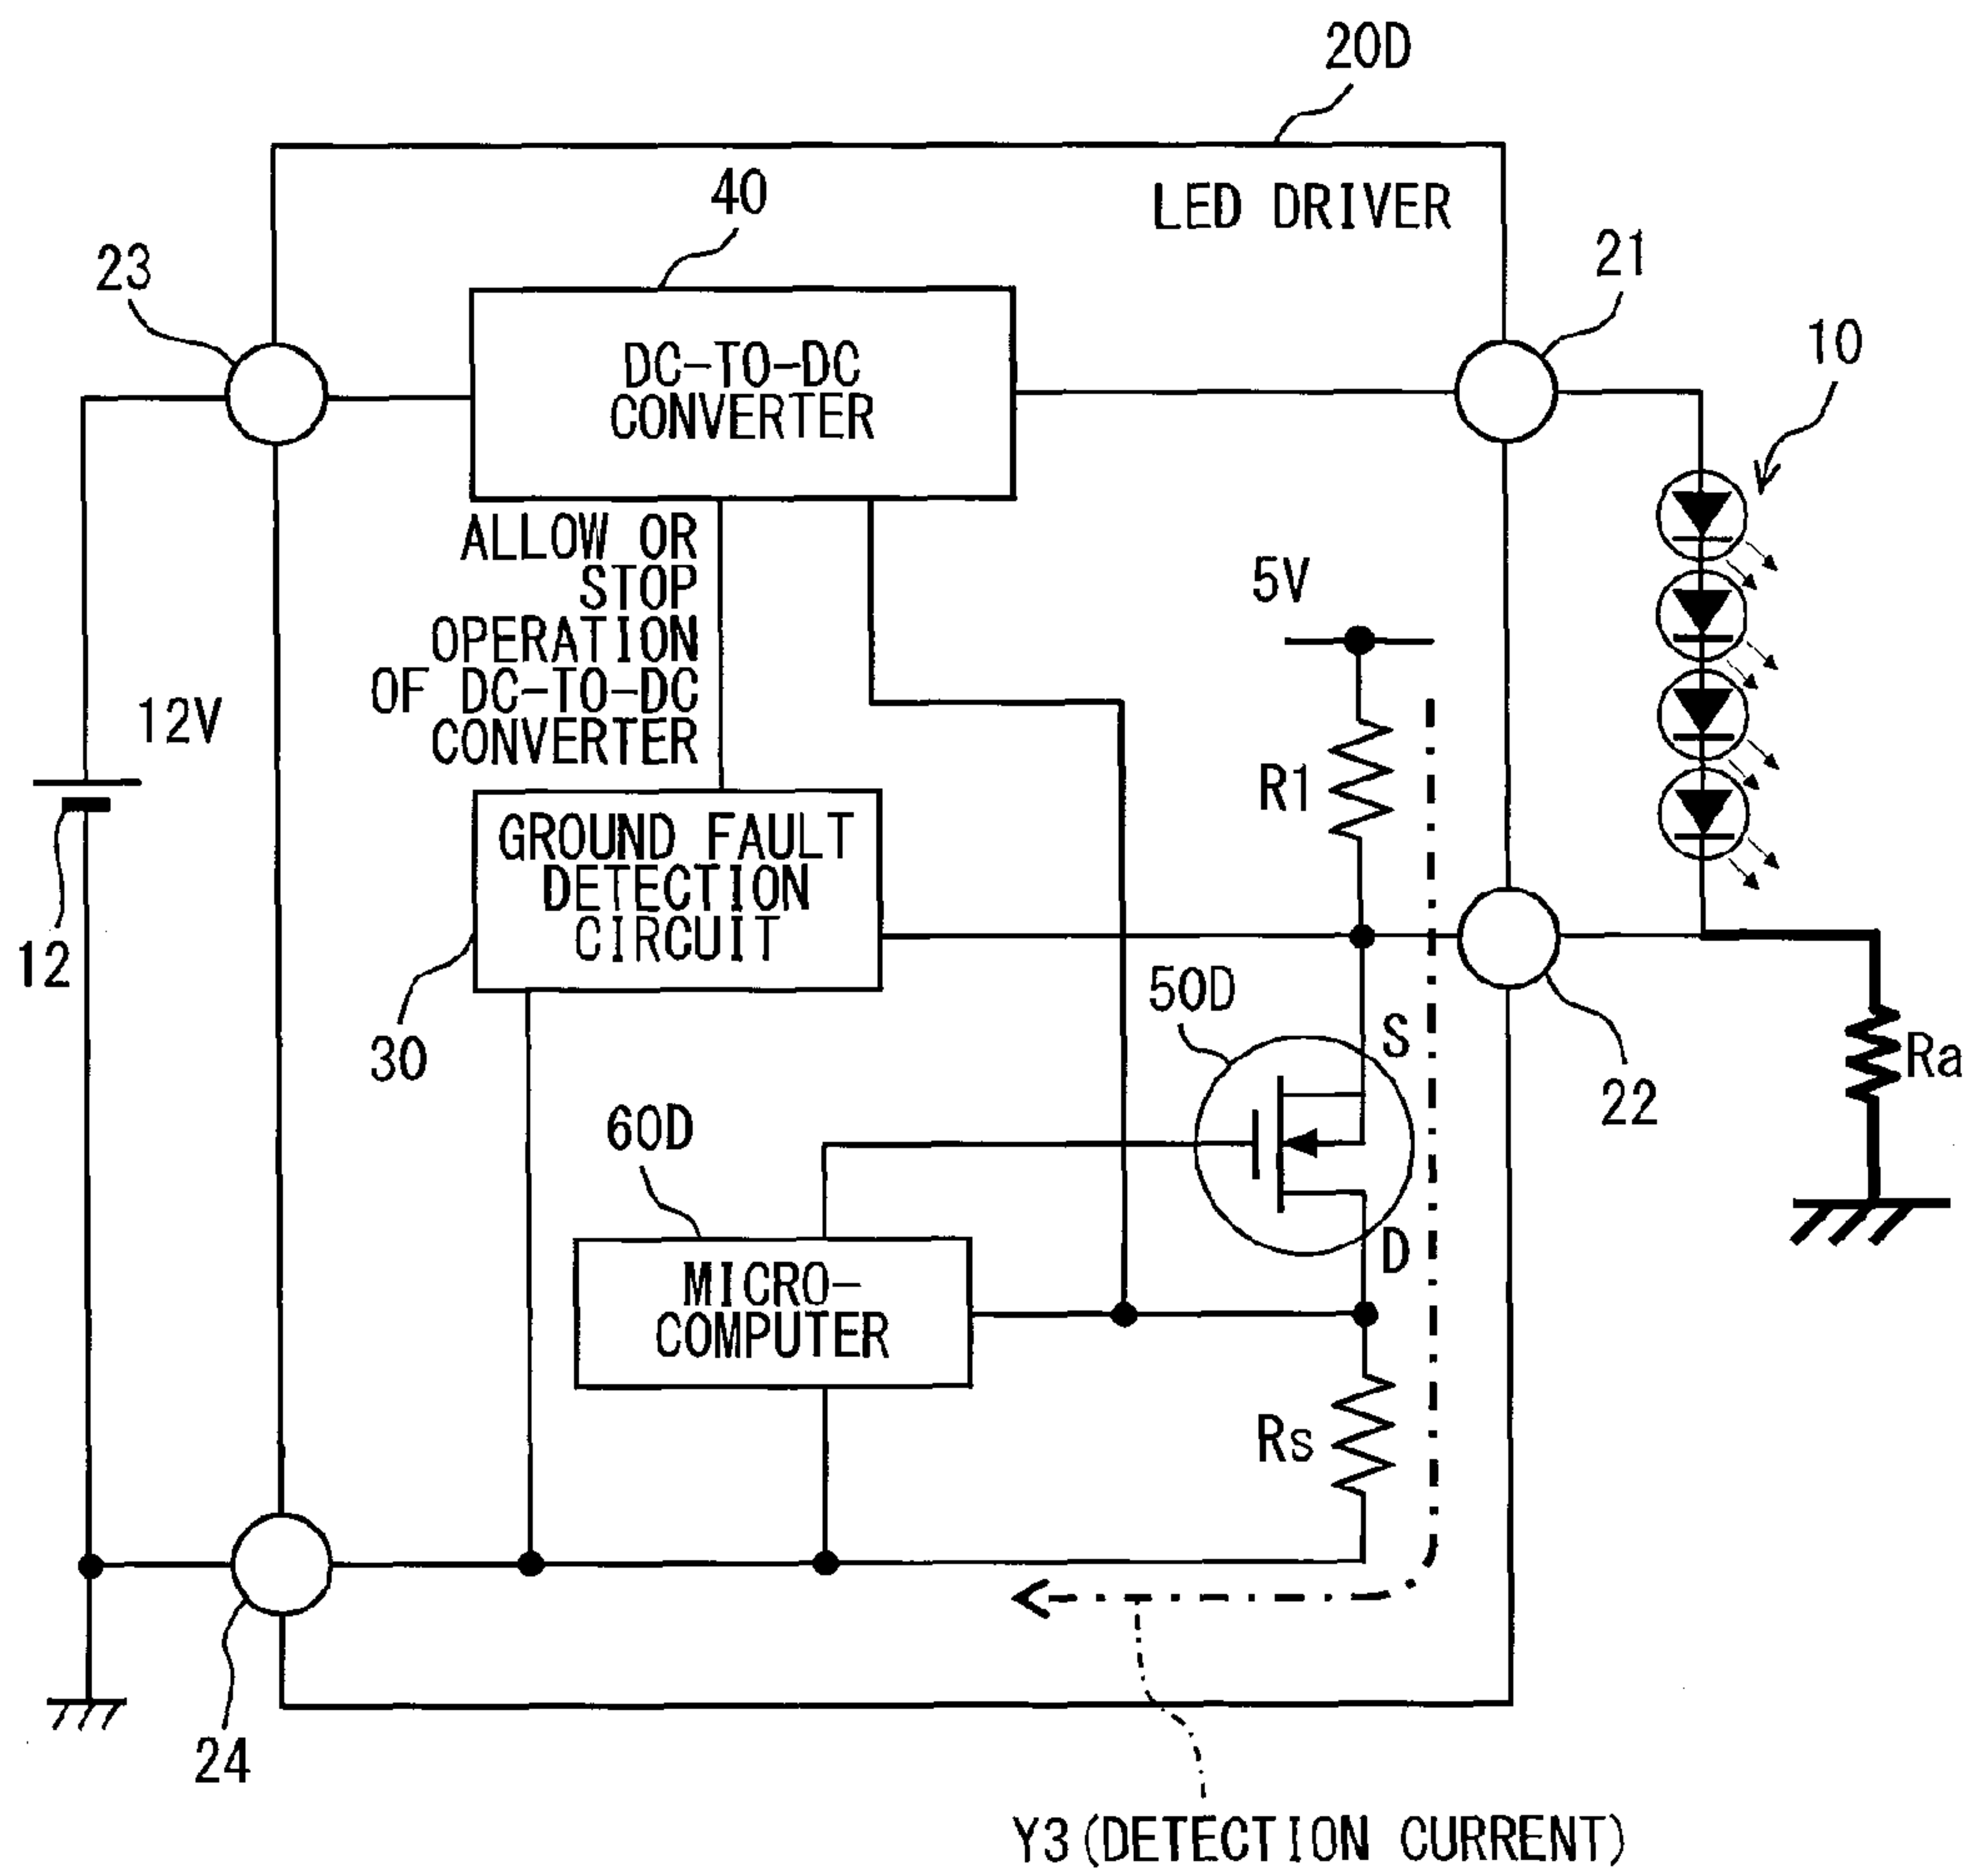 20D
40
LED DRIVER
23
21
10
DC-TO-DC
CONVERTER
ALLOW OR
STOP
OPERATION
OF DC-TO-DC
CONVERTER
5V
12V
R1
GROUND FAULT
DETECTION
CIRCUIT
12
50D
S
30
Ra
22
60D
D
MICRO-
COMPUTER
Rs
24
Y3(DETECTION CURRENT)